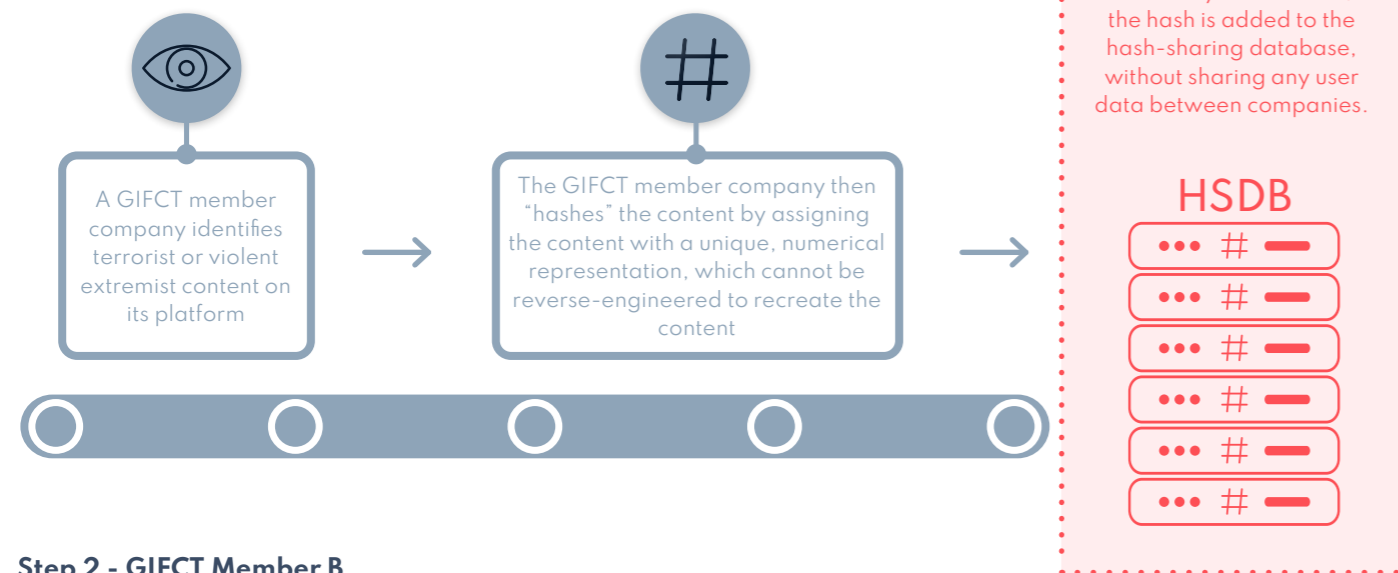 A GIFCT member
company identifies
terrorist or violent
extremist content on
its platform
The GIFCT member company then
“hashes” the content by assigning
the content with a unique, numerical
representation, which cannot be
reverse-engineered to recreate the
content
the hash is added to the
hash-sharing database,
without sharing any user
data between companies.
HSDB
#
#
#
#
#
#
Step 2 - GIFCT Member B